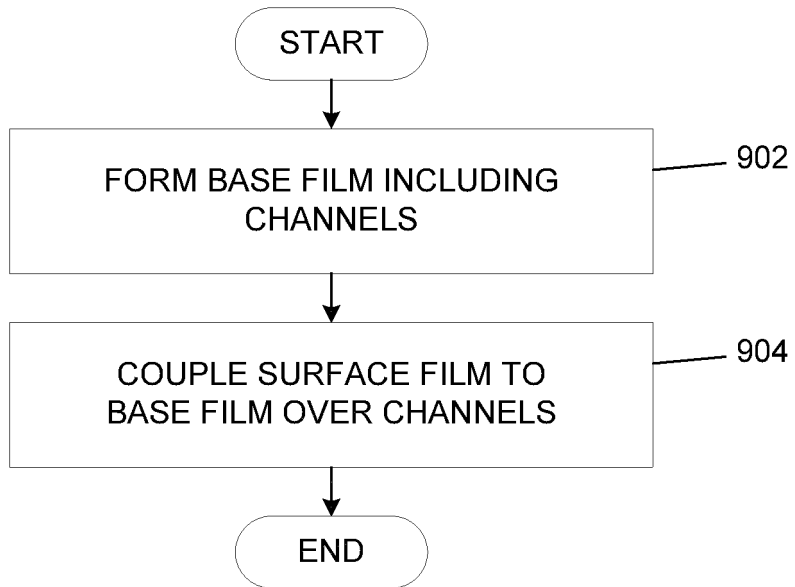 START
FORM BASE FILM INCLUDING
CHANNELS
902
COUPLE SURFACE FILM TO
BASE FILM OVER CHANNELS
904
END